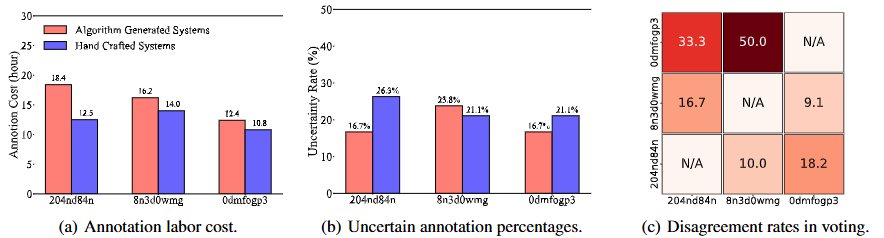 30
25
20
15
10
5
0
Annotion Cost (hour)
Algorithm Generated Systems
Hand Crafted Systems
18.4
12.5
16.2
14.0
12.4
10.8
204nd84n
8n3d0wmg
0dmfogp3
(a) Annotation labor cost.
50
40
30
20
10
0
Uncertainty Rate (%)
16.7%
26.3%
23.8%
21.1%
16.7%
21.1%
204nd84n
8n3d0wmg
0dmfogp3
(b) Uncertain annotation percentages.
0dmfogp3
8n3d0wmg
204nd84n
33.3 50.0 N/A
16.7 N/A 9.1
N/A 10.0 18.2
204nd84n 8n3d0wmg 0dmfogp3
(c) Disagreement rates in voting.